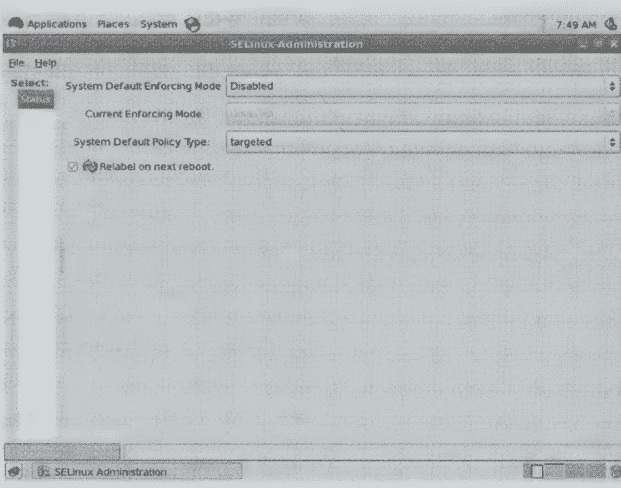 Applications Places System 7:49 AM
SELinux Administration
File Help
Select:
Status
System Default Enforcing Mode Disabled
Current Enforcing Mode Disabled
System Default Policy Type: targeted
Relabel on next reboot.
SELinux Administration